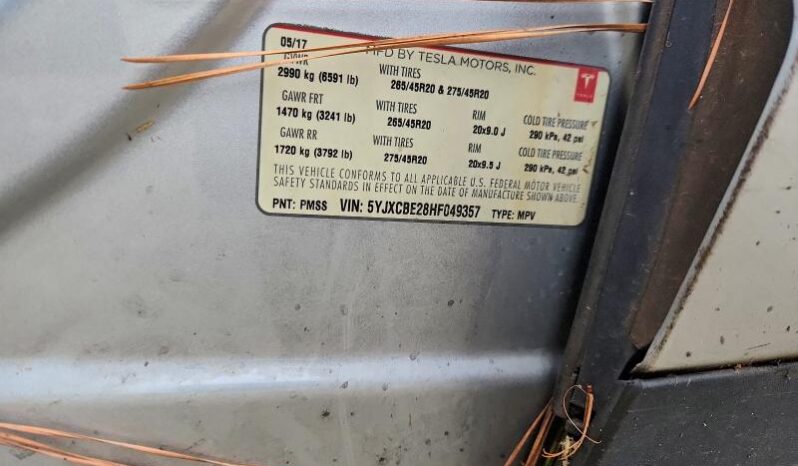 05/17 MFD BY TESLA MOTORS, INC.
GVWR
2990 kg (6591 lb) WITH TIRES 265/45R20 & 275/45R20
GAWR FRT WITH TIRES RIM COLD TIRE PRESSURE
1470 kg (3241 lb) 265/45R20 20x9.0 J 290 kPa, 42 psi
GAWR RR WITH TIRES RIM COLD TIRE PRESSURE
1720 kg (3792 lb) 275/45R20 20x9.5 J 290 kPa, 42 psi
THIS VEHICLE CONFORMS TO ALL APPLICABLE U.S. FEDERAL MOTOR VEHICLE
SAFETY STANDARDS IN EFFECT ON THE DATE OF MANUFACTURE SHOWN ABOVE.
PNT: PMSS VIN: 5YJXCBE28HF049357 TYPE: MPV
TESLA